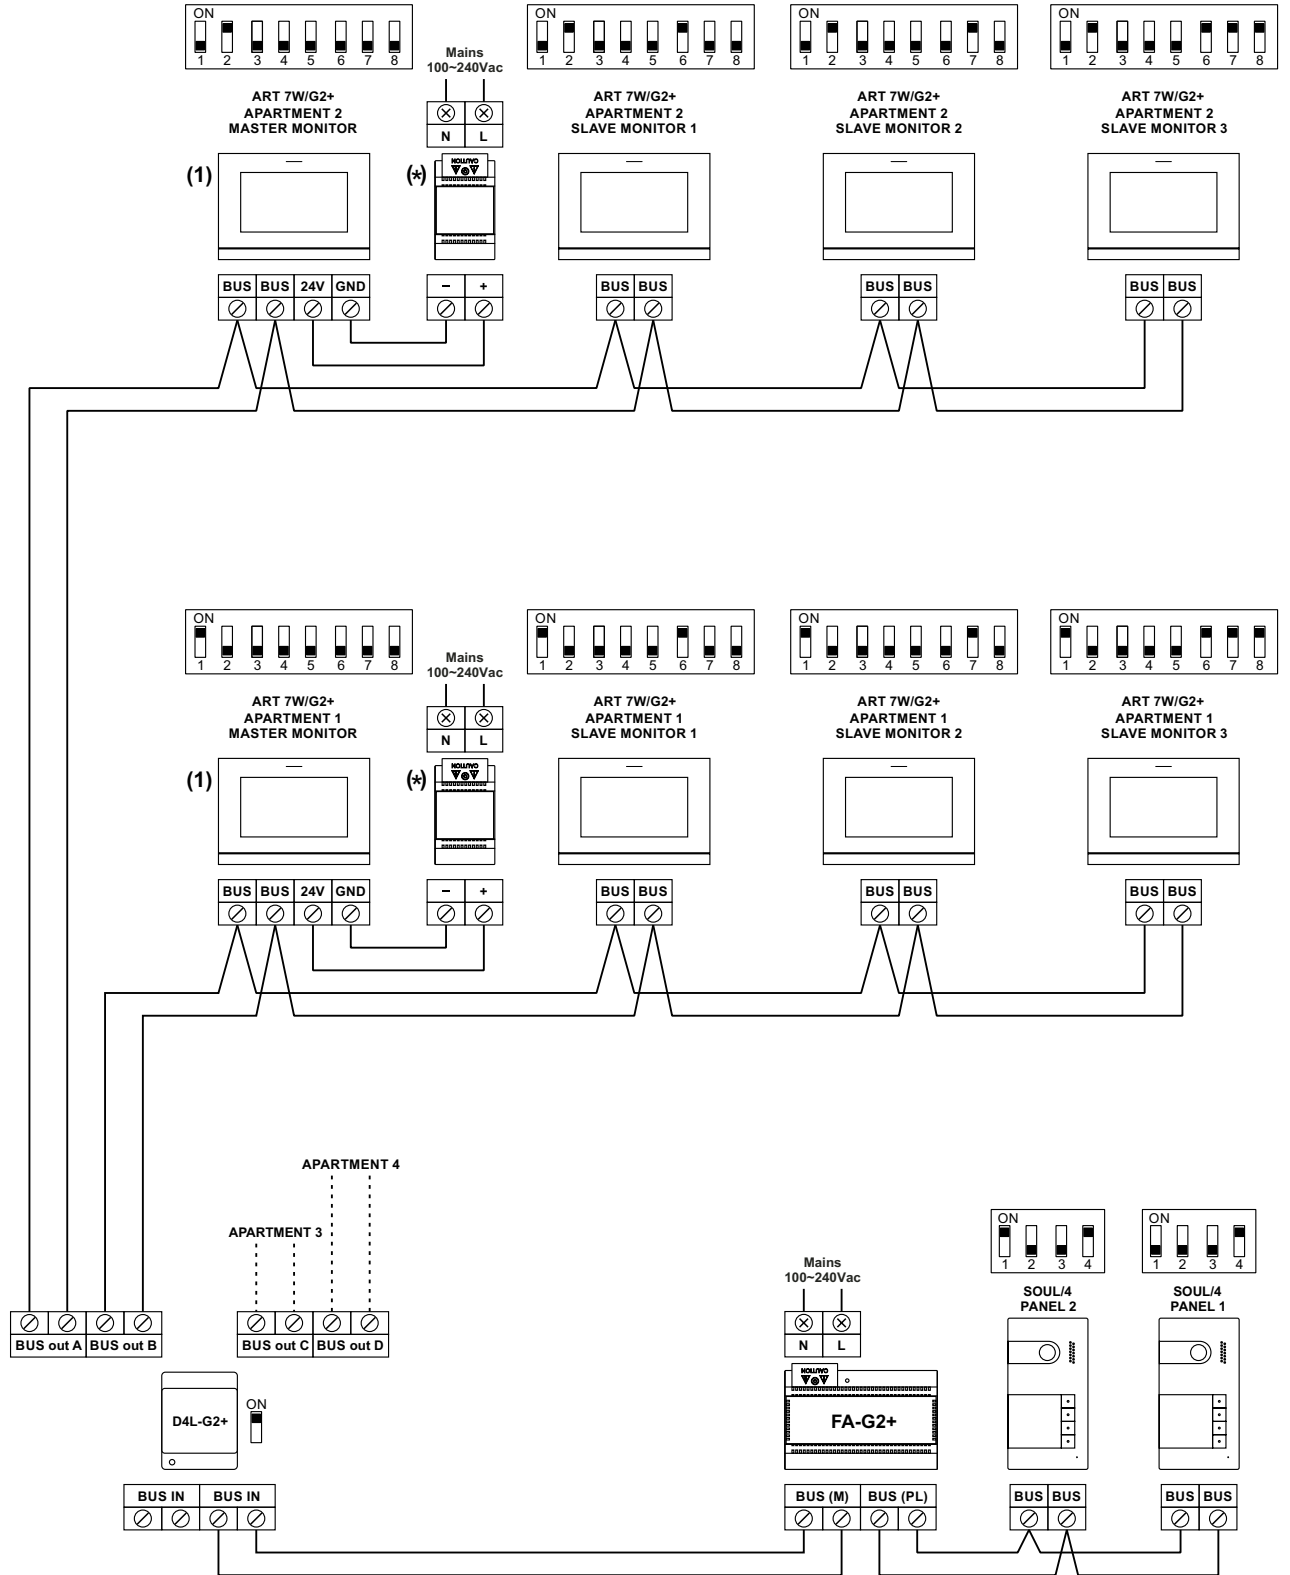 ON
1 2 3 4 5 6 7 8
ON
1 2 3 4 5 6 7 8
ON
1 2 3 4 5 6 7 8
ON
1 2 3 4 5 6 7 8
Mains
100~240Vac
N L
ART 7W/G2+
APARTMENT 2
MASTER MONITOR
ART 7W/G2+
APARTMENT 2
SLAVE MONITOR 1
ART 7W/G2+
APARTMENT 2
SLAVE MONITOR 2
ART 7W/G2+
APARTMENT 2
SLAVE MONITOR 3
(1)
(*)
CAUTION
BUS BUS 24V GND
– +
BUS BUS
BUS BUS
BUS BUS
ON
1 2 3 4 5 6 7 8
ON
1 2 3 4 5 6 7 8
ON
1 2 3 4 5 6 7 8
ON
1 2 3 4 5 6 7 8
Mains
100~240Vac
N L
ART 7W/G2+
APARTMENT 1
MASTER MONITOR
ART 7W/G2+
APARTMENT 1
SLAVE MONITOR 1
ART 7W/G2+
APARTMENT 1
SLAVE MONITOR 2
ART 7W/G2+
APARTMENT 1
SLAVE MONITOR 3
(1)
(*)
CAUTION
BUS BUS 24V GND
– +
BUS BUS
BUS BUS
BUS BUS
APARTMENT 4
APARTMENT 3
ON
1 2 3 4
ON
1 2 3 4
Mains
100~240Vac
N L
SOUL/4
PANEL 2
SOUL/4
PANEL 1
BUS out A BUS out B
BUS out C BUS out D
CAUTION
D4L-G2+
ON
FA-G2+
BUS IN BUS IN
BUS (M) BUS (PL)
BUS BUS
BUS BUS